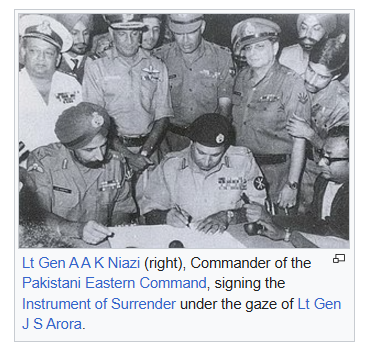 Lt Gen A A K Niazi (right), Commander of the
Pakistani Eastern Command, signing the
Instrument of Surrender under the gaze of Lt Gen
J S Arora.